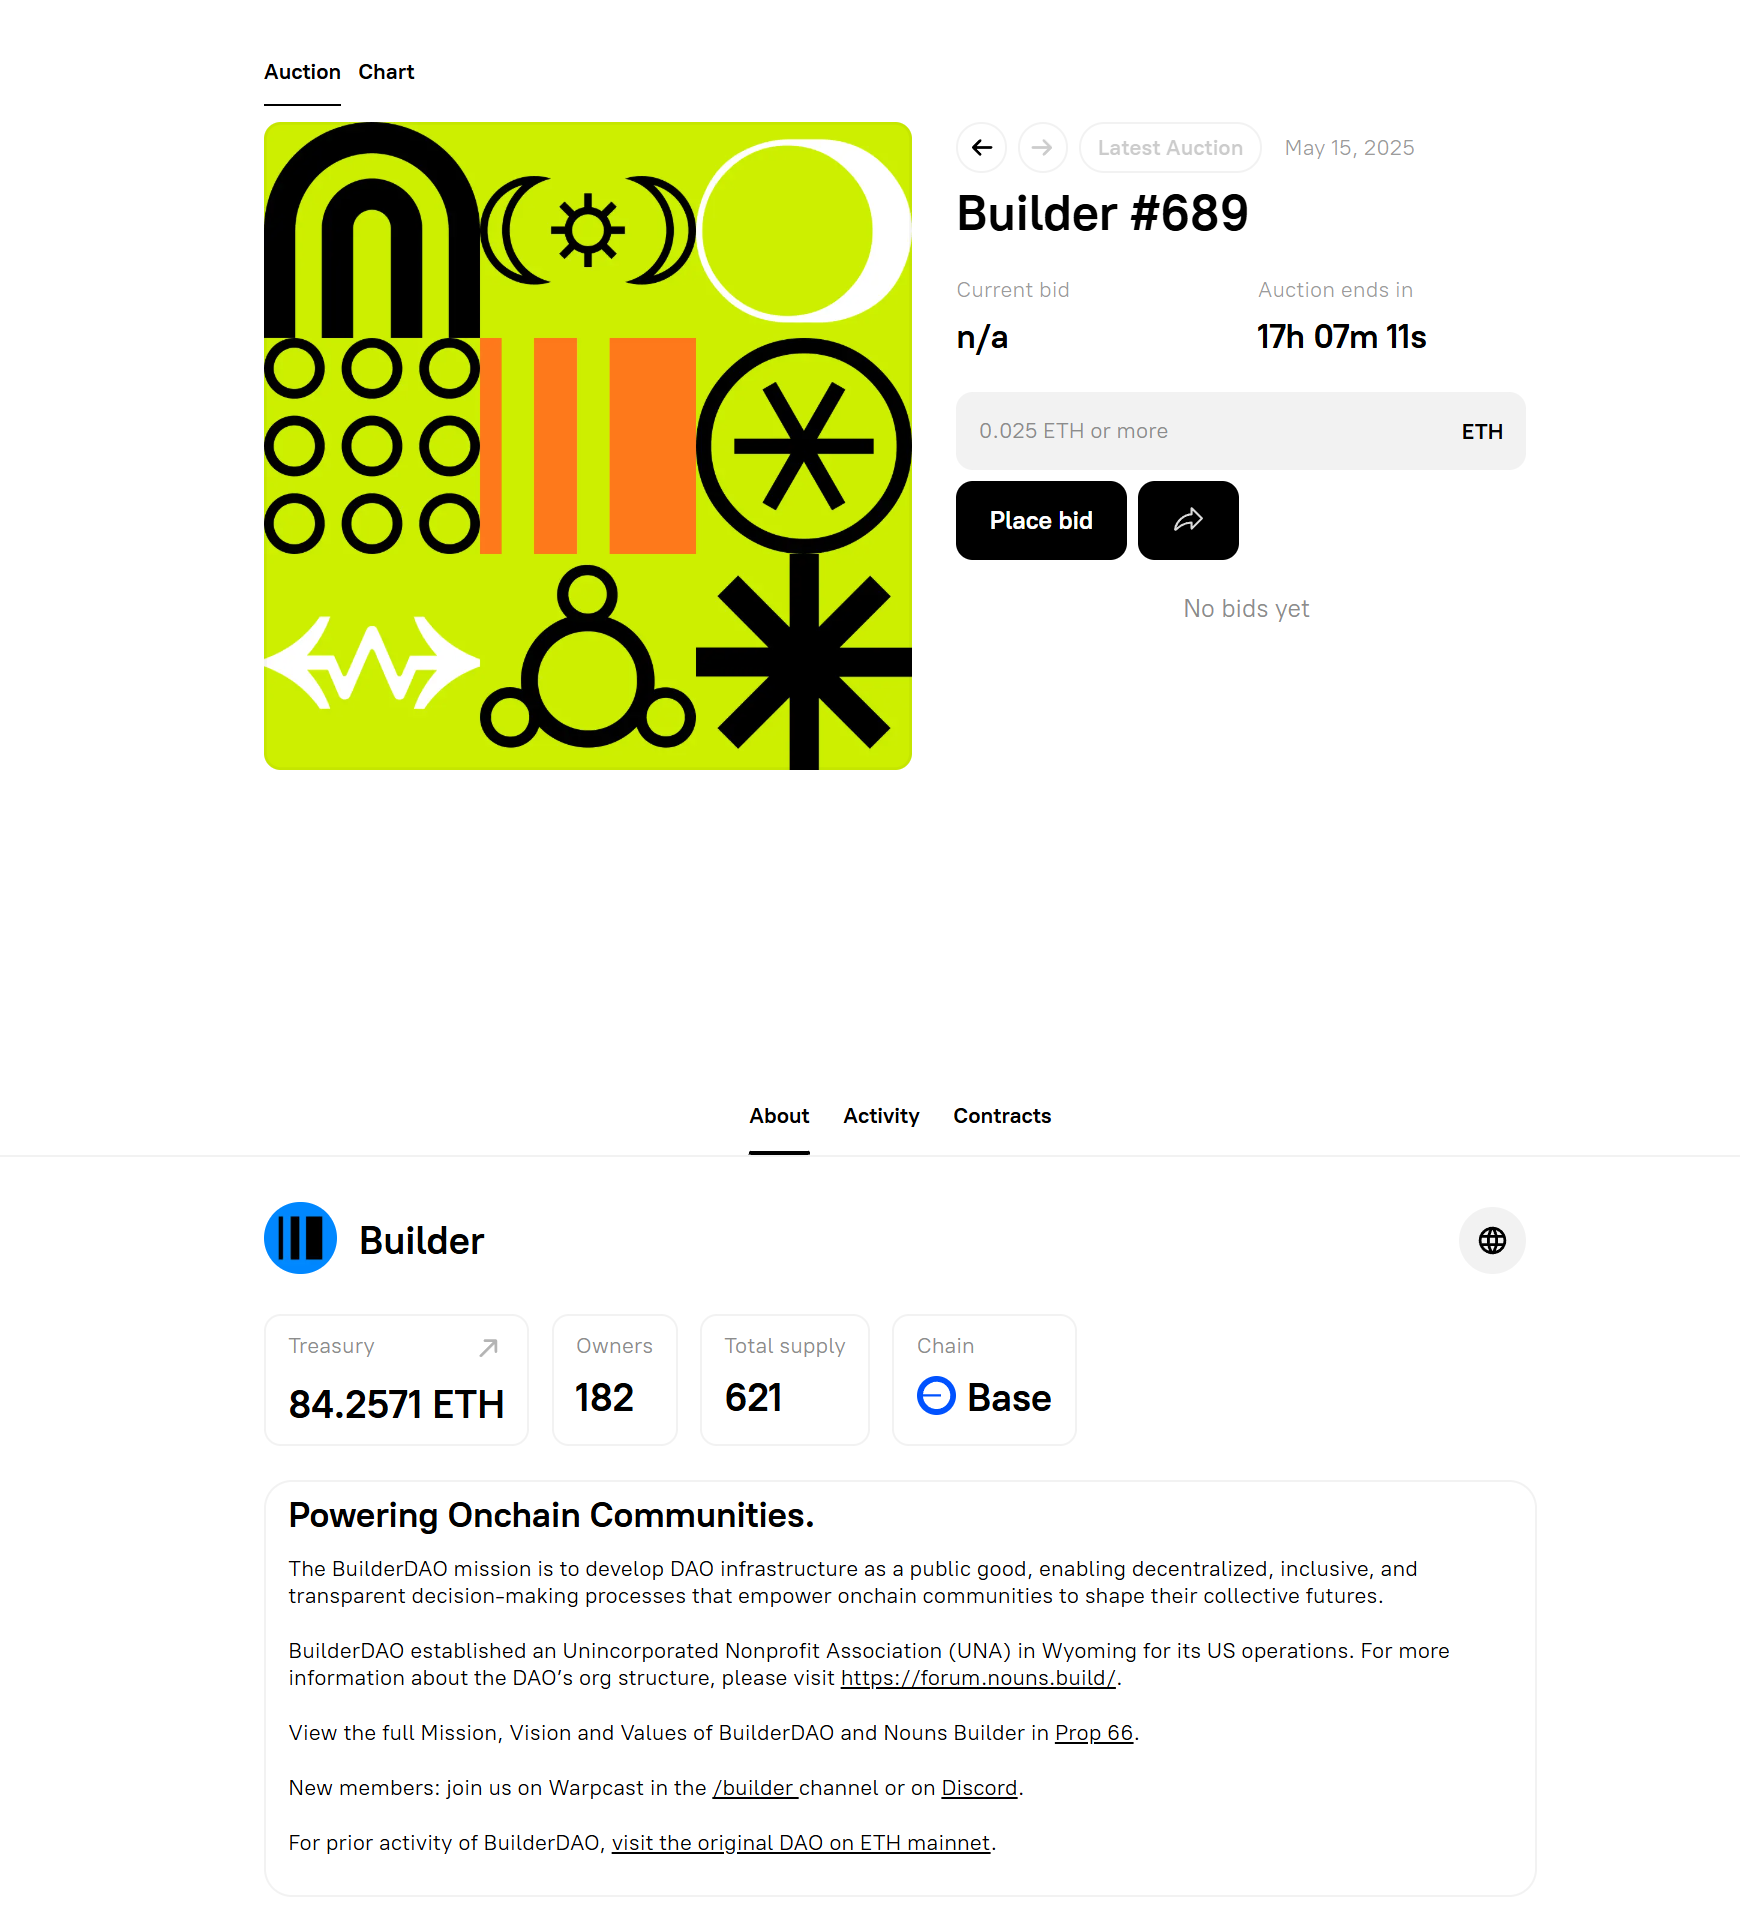 Auction Chart
Latest Auction May 15, 2025
Builder #689
Current bid Auction ends in
n/a 17h 07m 11s
0.025 ETH or more ETH
Place bid
No bids yet
About Activity Contracts
Builder
Treasury Owners Total supply Chain
84.2571 ETH 182 621 Base
Powering Onchain Communities.
The BuilderDAO mission is to develop DAO infrastructure as a public good, enabling decentralized, inclusive, and
transparent decision-making processes that empower onchain communities to shape their collective futures.
BuilderDAO established an Unincorporated Nonprofit Association (UNA) in Wyoming for its US operations. For more
information about the DAO’s org structure, please visit https://forum.nouns.build/.
View the full Mission, Vision and Values of BuilderDAO and Nouns Builder in Prop 66.
New members: join us on Warpcast in the /builder channel or on Discord.
For prior activity of BuilderDAO, visit the original DAO on ETH mainnet.